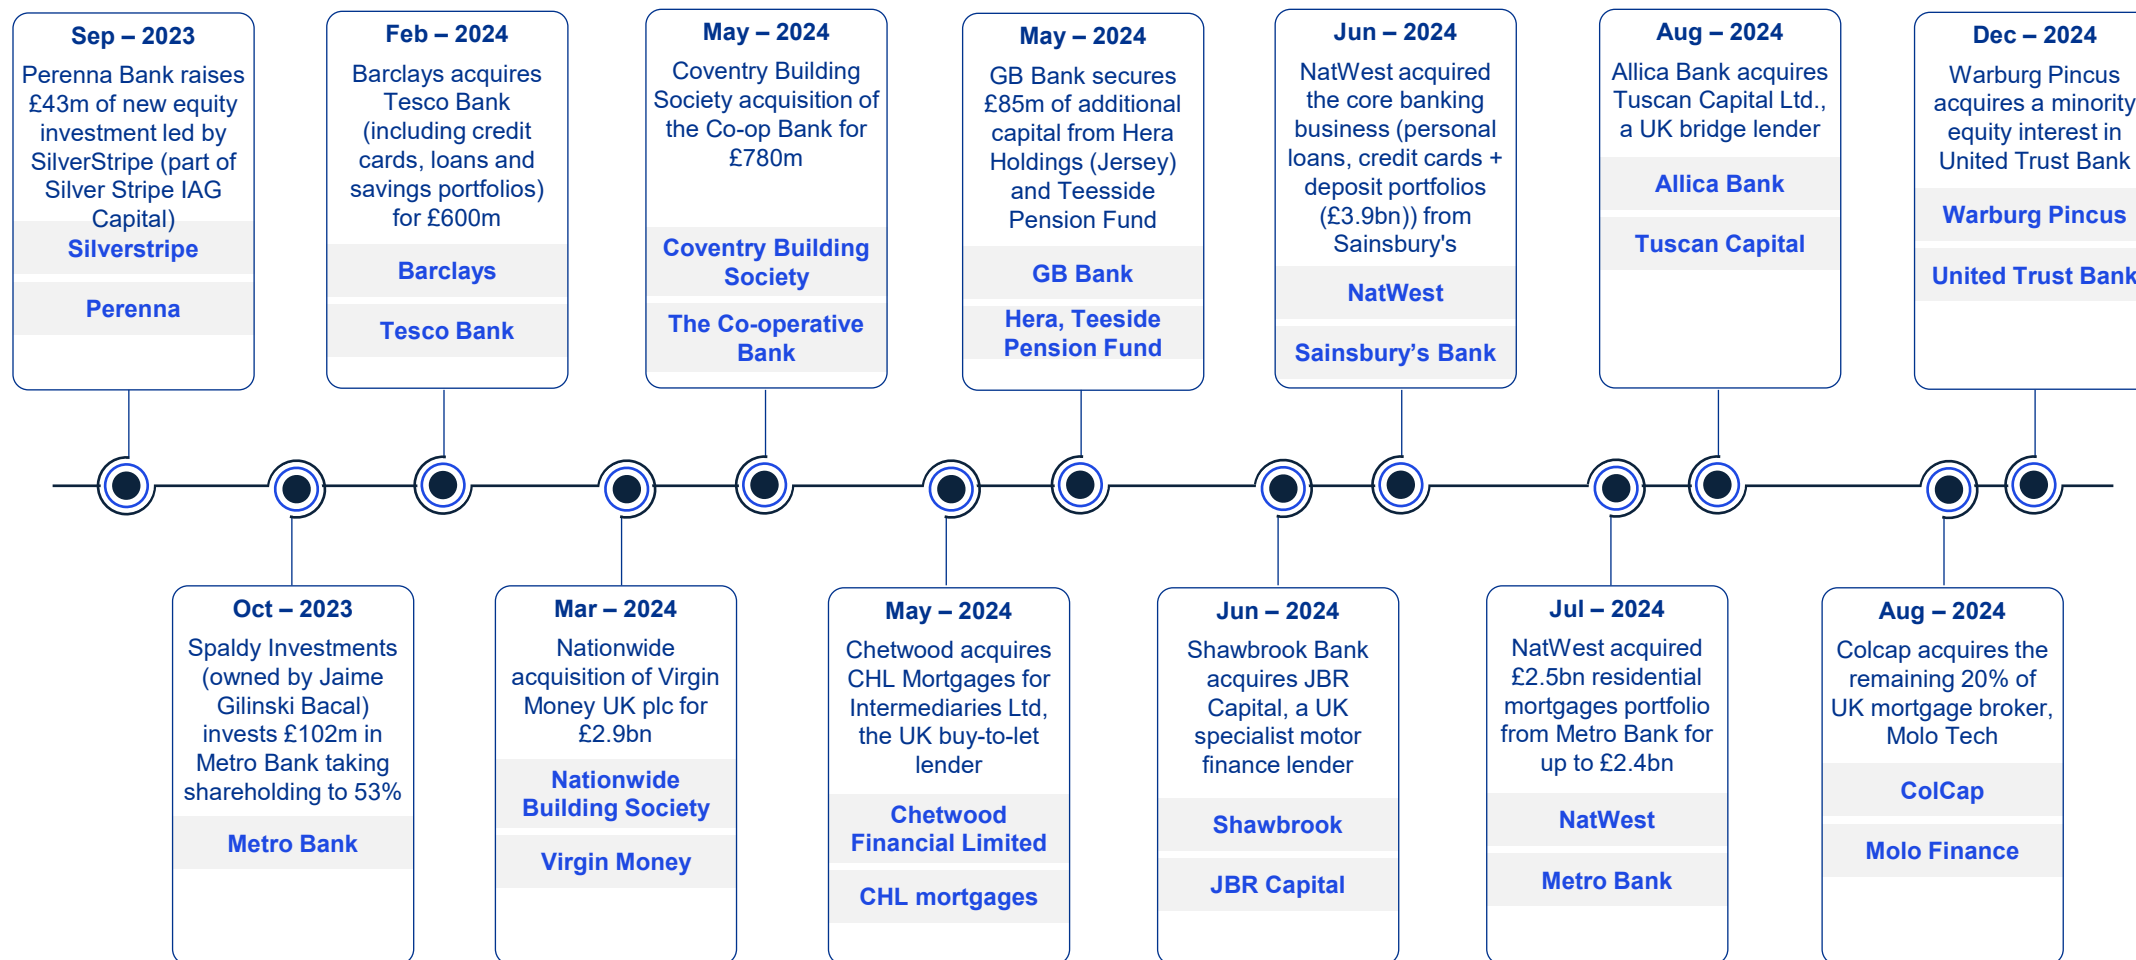 Sep – 2023
Perenna Bank raises
£43m of new equity
investment led by
SilverStripe (part of
Silver Stripe IAG
Capital)
Silverstripe
Perenna
Feb – 2024
Barclays acquires
Tesco Bank
(including credit
cards, loans and
savings portfolios)
for £600m
Barclays
Tesco Bank
May – 2024
Coventry Building
Society acquisition of
the Co-op Bank for
£780m
Coventry Building
Society
The Co-operative
Bank
May – 2024
GB Bank secures
£85m of additional
capital from Hera
Holdings (Jersey)
and Teesside
Pension Fund
GB Bank
Hera, Teeside
Pension Fund
Jun – 2024
NatWest acquired
the core banking
business (personal
loans, credit cards +
deposit portfolios
(£3.9bn)) from
Sainsbury's
NatWest
Sainsbury’s Bank
Aug – 2024
Allica Bank acquires
Tuscan Capital Ltd.,
a UK bridge lender
Allica Bank
Tuscan Capital
Dec – 2024
Warburg Pincus
acquires a minority
equity interest in
United Trust Bank
Warburg Pincus
United Trust Bank
Oct – 2023
Spaldy Investments
(owned by Jaime
Gilinski Bacal)
invests £102m in
Metro Bank taking
shareholding to 53%
Metro Bank
Mar – 2024
Nationwide
acquisition of Virgin
Money UK plc for
£2.9bn
Nationwide
Building Society
Virgin Money
May – 2024
Chetwood acquires
CHL Mortgages for
Intermediaries Ltd,
the UK buy-to-let
lender
Chetwood
Financial Limited
CHL mortgages
Jun – 2024
Shawbrook Bank
acquires JBR
Capital, a UK
specialist motor
finance lender
Shawbrook
JBR Capital
Jul – 2024
NatWest acquired
£2.5bn residential
mortgages portfolio
from Metro Bank for
up to £2.4bn
NatWest
Metro Bank
Aug – 2024
Colcap acquires the
remaining 20% of
UK mortgage broker,
Molo Tech
ColCap
Molo Finance